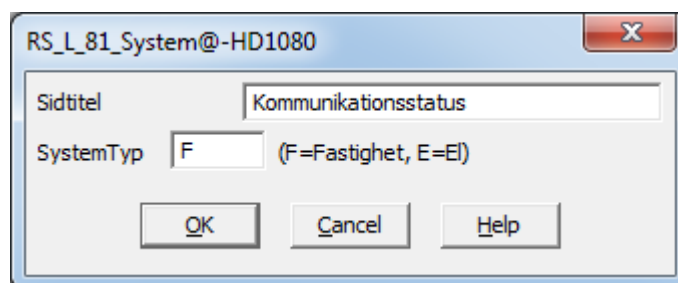 RS_L_81_System@-HD1080
Sidtitel Kommunikationsstatus
SystemTyp F (F=Fastighet, E=El)
OK Cancel Help